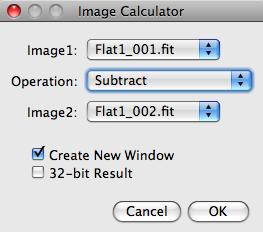 Image Calculator
Image1: Flat1_001.fit
Operation: Subtract
Image2: Flat1_002.fit
Create New Window
32-bit Result
Cancel OK